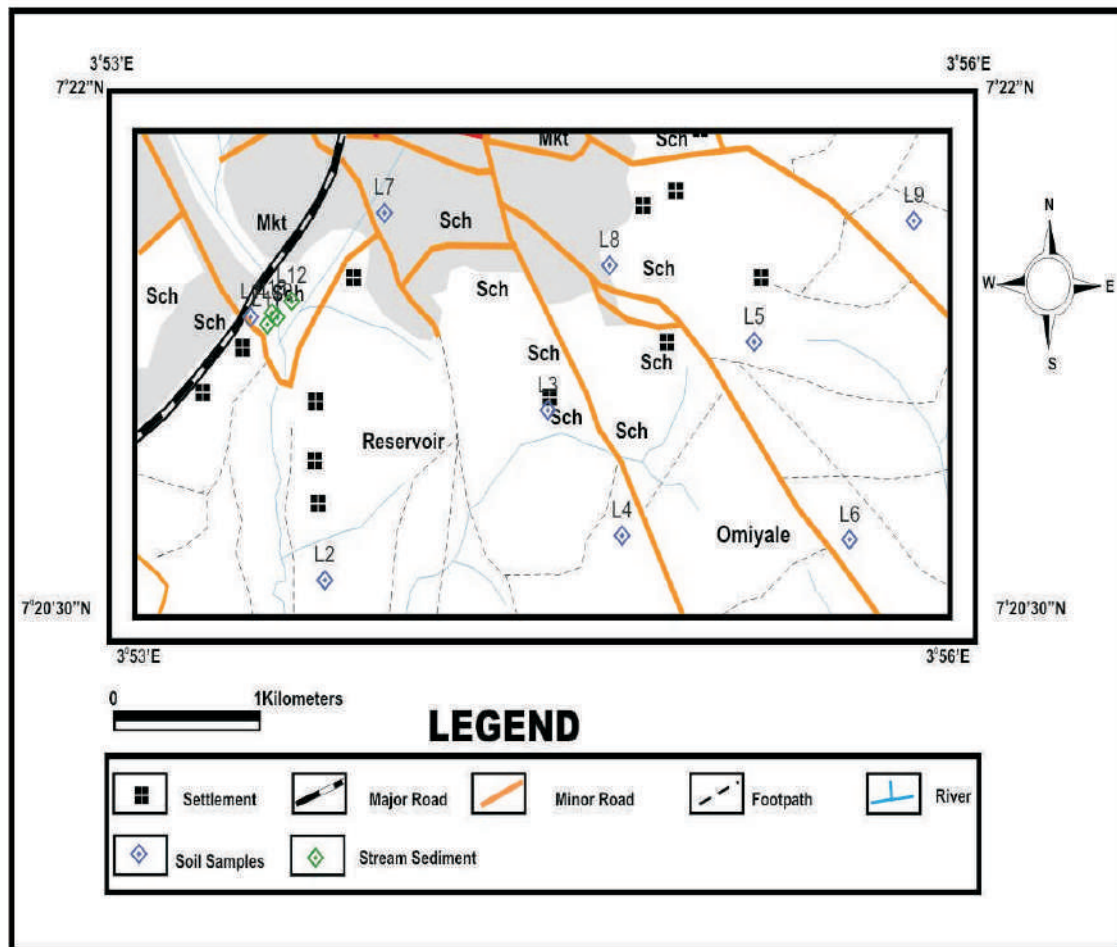 3°53'E 3°56'E
7°22"N 7°22"N
Mkt Sch
L7
L9
Mkt Sch
N
L8
Sch
L12
Sch Sch Sch
W E
Sch L5
S
Sch Sch
L3
Sch Sch
Reservoir
L4
Omiyale L6
L2
7°20'30"N 7°20'30"N
3°53'E 3°56'E
0 1Kilometers
LEGEND
Settlement Major Road Minor Road Footpath River
Soil Samples Stream Sediment